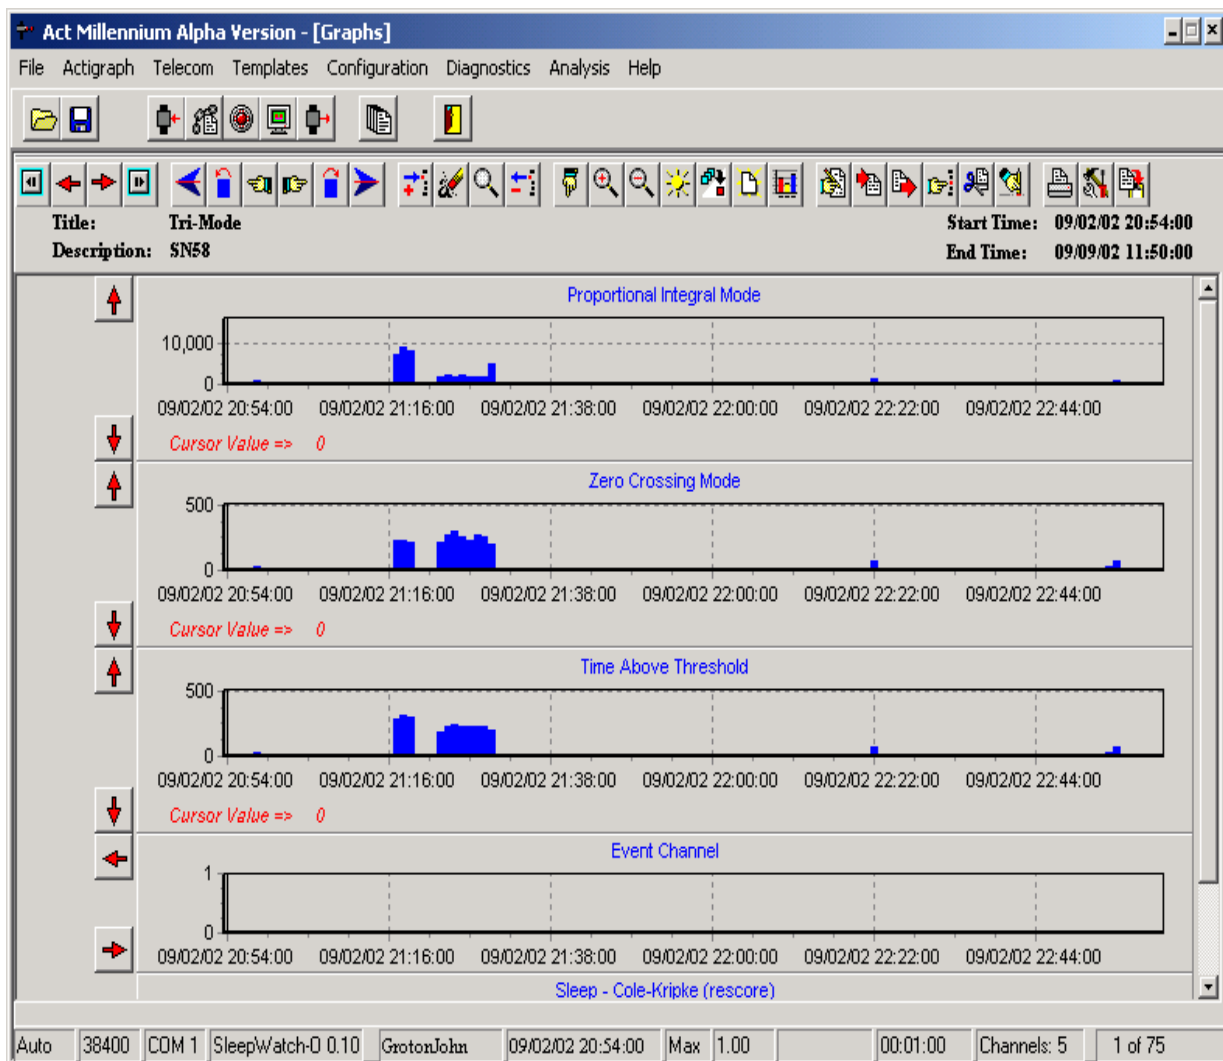 Act Millennium Alpha Version - [Graphs]
File Actigraph Telecom Templates Configuration Diagnostics Analysis Help
Title: Tri-Mode Start Time: 09/02/02 20:54:00
Description: SN58 End Time: 09/09/02 11:50:00
Proportional Integral Mode
10,000
0
09/02/02 20:54:00 09/02/02 21:16:00 09/02/02 21:38:00 09/02/02 22:00:00 09/02/02 22:22:00 09/02/02 22:44:00
Cursor Value => 0
Zero Crossing Mode
500
0
09/02/02 20:54:00 09/02/02 21:16:00 09/02/02 21:38:00 09/02/02 22:00:00 09/02/02 22:22:00 09/02/02 22:44:00
Cursor Value => 0
Time Above Threshold
500
0
09/02/02 20:54:00 09/02/02 21:16:00 09/02/02 21:38:00 09/02/02 22:00:00 09/02/02 22:22:00 09/02/02 22:44:00
Cursor Value => 0
Event Channel
1
0
09/02/02 20:54:00 09/02/02 21:16:00 09/02/02 21:38:00 09/02/02 22:00:00 09/02/02 22:22:00 09/02/02 22:44:00
Sleep - Cole-Kripke (rescore)
Auto 38400 COM 1 SleepWatch-O 0.10 GrotonJohn 09/02/02 20:54:00 Max 1.00 00:01:00 Channels: 5 1 of 75